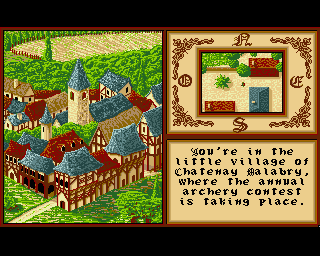 N
O E
S
You're in the
little village of
Chatenay Malabry,
where the annual
archery contest
is taking place.